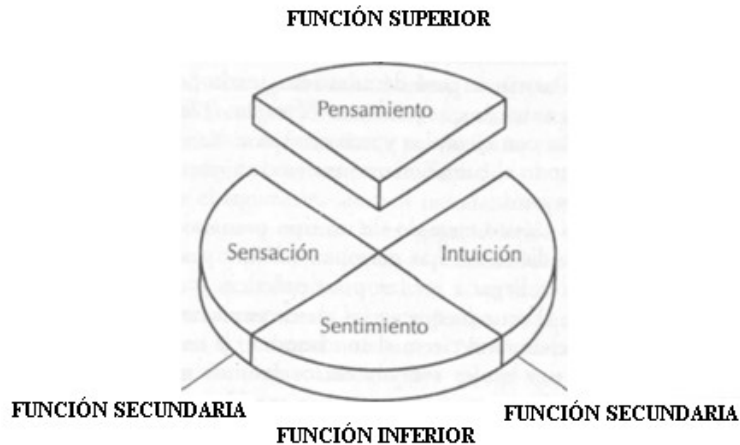 FUNCIÓN SUPERIOR
Pensamiento
Sensación
Intuición
Sentimiento
FUNCIÓN SECUNDARIA
FUNCIÓN SECUNDARIA
FUNCIÓN INFERIOR